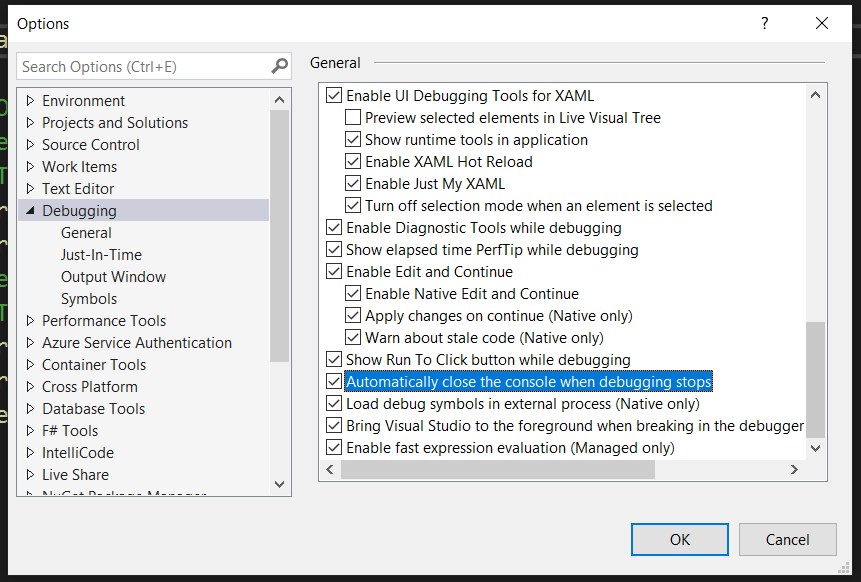 Options
?
Search Options (Ctrl+E)
Environment
Projects and Solutions
Source Control
Work Items
Text Editor
Debugging
General
Just-In-Time
Output Window
Symbols
Performance Tools
Azure Service Authentication
Container Tools
Cross Platform
Database Tools
F# Tools
IntelliCode
Live Share
NuGet Package Manager
General
Enable UI Debugging Tools for XAML
Preview selected elements in Live Visual Tree
Show runtime tools in application
Enable XAML Hot Reload
Enable Just My XAML
Turn off selection mode when an element is selected
Enable Diagnostic Tools while debugging
Show elapsed time PerfTip while debugging
Enable Edit and Continue
Enable Native Edit and Continue
Apply changes on continue (Native only)
Warn about stale code (Native only)
Show Run To Click button while debugging
Automatically close the console when debugging stops
Load debug symbols in external process (Native only)
Bring Visual Studio to the foreground when breaking in the debugger
Enable fast expression evaluation (Managed only)
OK
Cancel